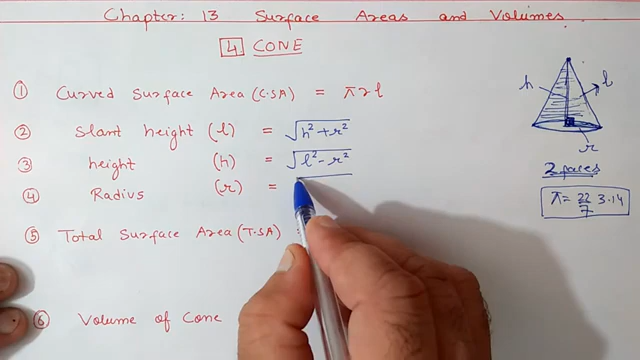 Chapter: 13 Surface Areas and Volumes.
4 CONE
① Curved Surface Area (C.S.A) = πrl
② Slant height (l) = √h²+r²
③ height (h) = √l²-r²
④ Radius (r) = √
⑤ Total Surface Area (T.S.A) =
⑥ Volume of Cone
h l
r
2 faces
π = 22/7 3.14